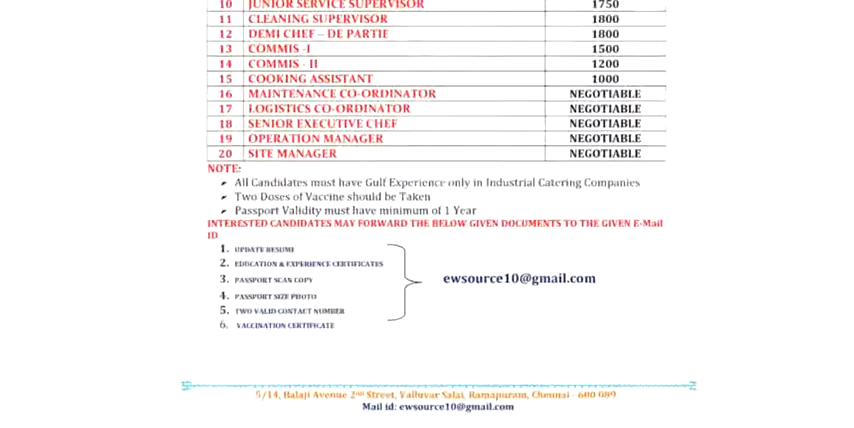 10 JUNIOR SERVICE SUPERVISOR 1750
11 CLEANING SUPERVISOR 1800
12 DEMI CHEF – DE PARTIE 1800
13 COMMIS -I 1500
14 COMMIS - II 1200
15 COOKING ASSISTANT 1000
16 MAINTENANCE CO-ORDINATOR NEGOTIABLE
17 LOGISTICS CO-ORDINATOR NEGOTIABLE
18 SENIOR EXECUTIVE CHEF NEGOTIABLE
19 OPERATION MANAGER NEGOTIABLE
20 SITE MANAGER NEGOTIABLE
NOTE:
All Candidates must have Gulf Experience only in Industrial Catering Companies
Two Doses of Vaccine should be Taken
Passport Validity must have minimum of 1 Year
INTERESTED CANDIDATES MAY FORWARD THE BELOW GIVEN DOCUMENTS TO THE GIVEN E-Mail
ID
1. UPDATE RESUME
2. EDUCATION & EXPERIENCE CERTIFICATES
3. PASSPORT SCAN COPY
4. PASSPORT SIZE PHOTO
5. TWO VALID CONTACT NUMBER
6. VACCINATION CERTIFICATE
ewsource10@gmail.com
5/14, Balaji Avenue 2nd Street, Valluvar Salai, Ramapuram, Chennai - 600 089
Mail id: ewsource10@gmail.com